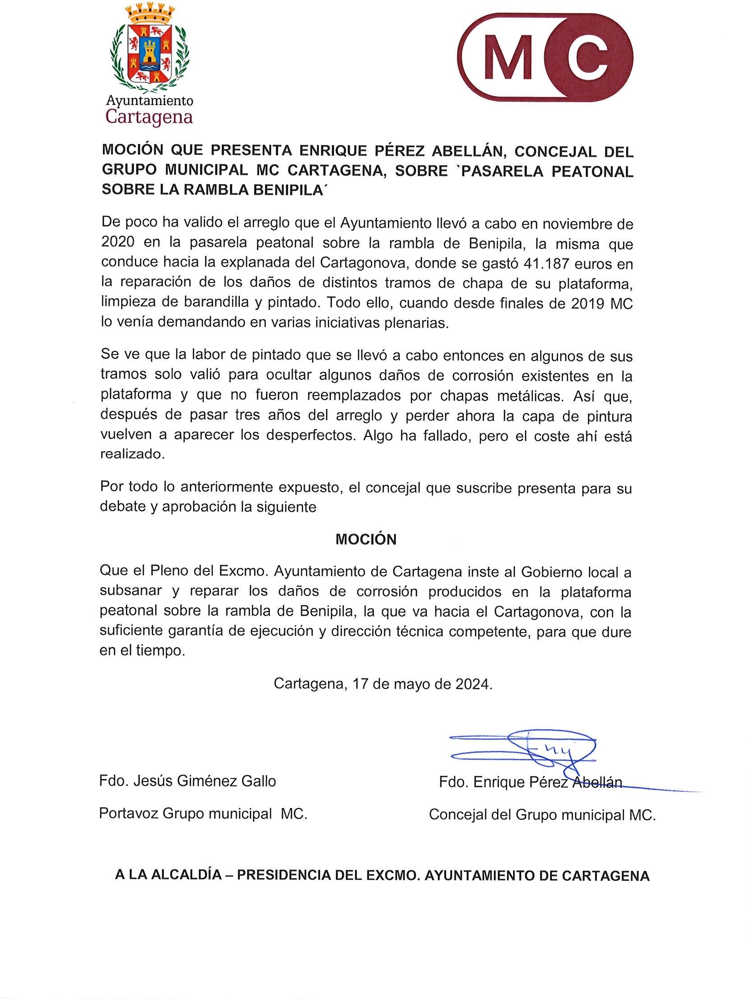 Ayuntamiento
Cartagena
MC
MOCIÓN QUE PRESENTA ENRIQUE PÉREZ ABELLÁN, CONCEJAL DEL
GRUPO MUNICIPAL MC CARTAGENA, SOBRE `PASARELA PEATONAL
SOBRE LA RAMBLA BENIPILA´
De poco ha valido el arreglo que el Ayuntamiento llevó a cabo en noviembre de
2020 en la pasarela peatonal sobre la rambla de Benipila, la misma que
conduce hacia la explanada del Cartagonova, donde se gastó 41.187 euros en
la reparación de los daños de distintos tramos de chapa de su plataforma,
limpieza de barandilla y pintado. Todo ello, cuando desde finales de 2019 MC
lo venía demandando en varias iniciativas plenarias.
Se ve que la labor de pintado que se llevó a cabo entonces en algunos de sus
tramos solo valió para ocultar algunos daños de corrosión existentes en la
plataforma y que no fueron reemplazados por chapas metálicas. Así que,
después de pasar tres años del arreglo y perder ahora la capa de pintura
vuelven a aparecer los desperfectos. Algo ha fallado, pero el coste ahí está
realizado.
Por todo lo anteriormente expuesto, el concejal que suscribe presenta para su
debate y aprobación la siguiente
MOCIÓN
Que el Pleno del Excmo. Ayuntamiento de Cartagena inste al Gobierno local a
subsanar y reparar los daños de corrosión producidos en la plataforma
peatonal sobre la rambla de Benipila, la que va hacia el Cartagonova, con la
suficiente garantía de ejecución y dirección técnica competente, para que dure
en el tiempo.
Cartagena, 17 de mayo de 2024.
Fdo. Jesús Giménez Gallo Fdo. Enrique Pérez Abellán
Portavoz Grupo municipal MC. Concejal del Grupo municipal MC.
A LA ALCALDÍA – PRESIDENCIA DEL EXCMO. AYUNTAMIENTO DE CARTAGENA